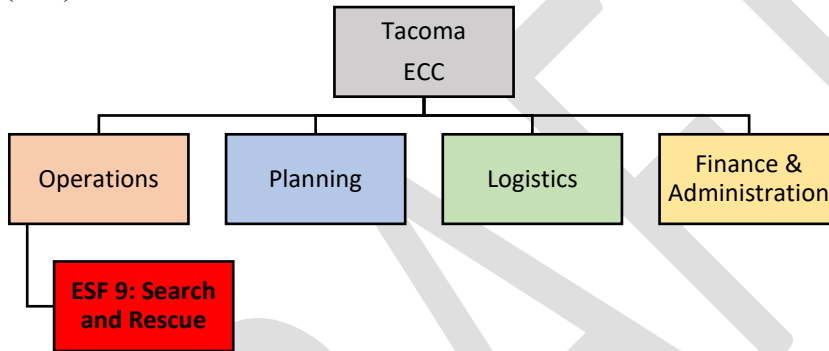 Tacoma
ECC
Operations
Planning
Logistics
Finance &
Administration
ESF 9: Search
and Rescue